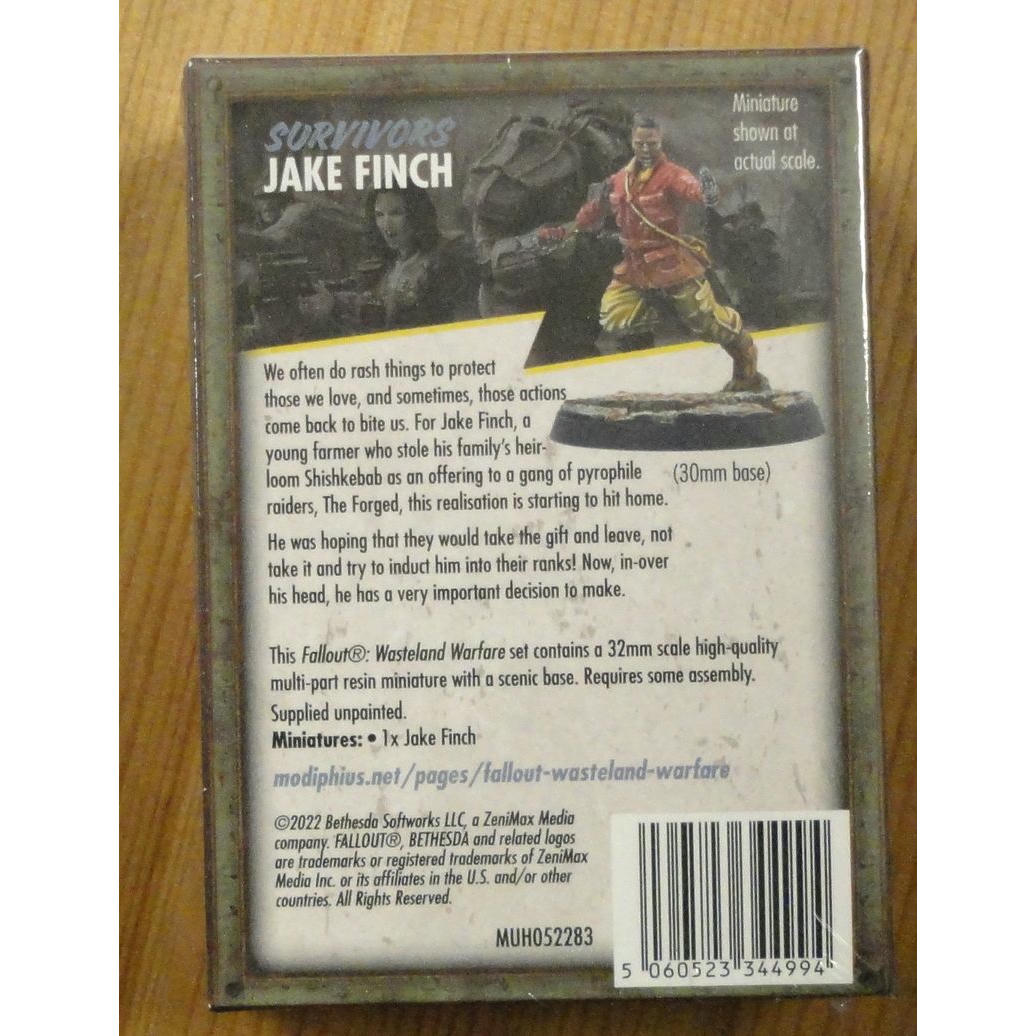 SURVIVORS
JAKE FINCH
Miniature
shown at
actual scale.
We often do rash things to protect
those we love, and sometimes, those actions
come back to bite us. For Jake Finch, a
young farmer who stole his family's heir-
loom Shishkebab as an offering to a gang of pyrophile
raiders, The Forged, this realisation is starting to hit home.
(30mm base)
He was hoping that they would take the gift and leave, not
take it and try to induct him into their ranks! Now, in-over
his head, he has a very important decision to make.
This Fallout®: Wasteland Warfare set contains a 32mm scale high-quality
multi-part resin miniature with a scenic base. Requires some assembly.
Supplied unpainted.
Miniatures: • 1x Jake Finch
modiphius.net/pages/fallout-wasteland-warfare
©2022 Bethesda Softworks LLC, a ZeniMax Media
company. FALLOUT®, BETHESDA and related logos
are trademarks or registered trademarks of ZeniMax
Media Inc. or its affiliates in the U.S. and/or other
countries. All Rights Reserved.
MUH052283
5 060523 344994